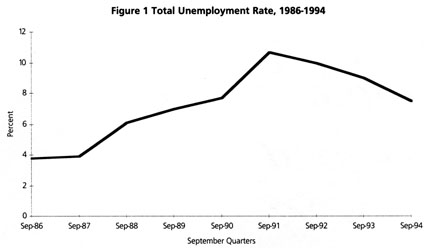 Figure 1 Total Unemployment Rate, 1986-1994
12
10
8
6
4
2
0
Percent
Sep-86 Sep-87 Sep-88 Sep-89 Sep-90 Sep-91 Sep-92 Sep-93 Sep-94
September Quarters